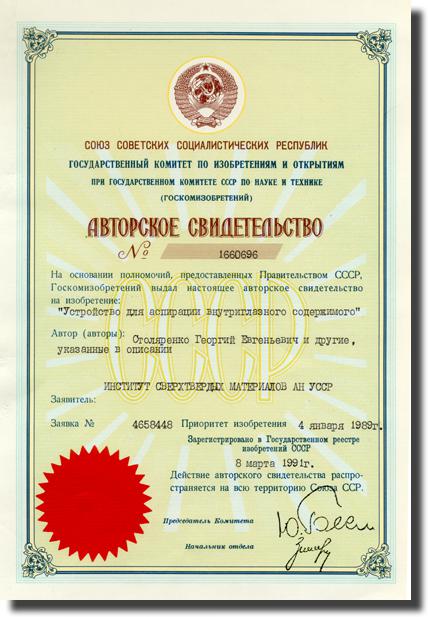 СОЮЗ СОВЕТСКИХ СОЦИАЛИСТИЧЕСКИХ РЕСПУБЛИК
ГОСУДАРСТВЕННЫЙ КОМИТЕТ ПО ИЗОБРЕТЕНИЯМ И ОТКРЫТИЯМ
ПРИ ГОСУДАРСТВЕННОМ КОМИТЕТЕ СССР ПО НАУКЕ И ТЕХНИКЕ
(ГОСКОМИЗОБРЕТЕНИЙ)
АВТОРСКОЕ СВИДЕТЕЛЬСТВО
№ 1660696
СССР
На основании полномочий, предоставленных Правительством СССР,
Госкомизобретений выдал настоящее авторское свидетельство
на изобретение:
"Устройство для аспирации внутриглазного содержимого"
Автор (авторы): Столяренко Георгий Евгеньевич и другие,
указанные в описании
ИНСТИТУТ СВЕРХТВЕРДЫХ МАТЕРИАЛОВ АН УССР
Заявитель:
Заявка № 4658448 Приоритет изобретения 4 января 1989г.
Зарегистрировано в Государственном реестре
изобретений СССР
8 марта 1991г.
Действие авторского свидетельства распро-
страняется на всю территорию Союза ССР.
Председатель Комитета
Начальник отдела